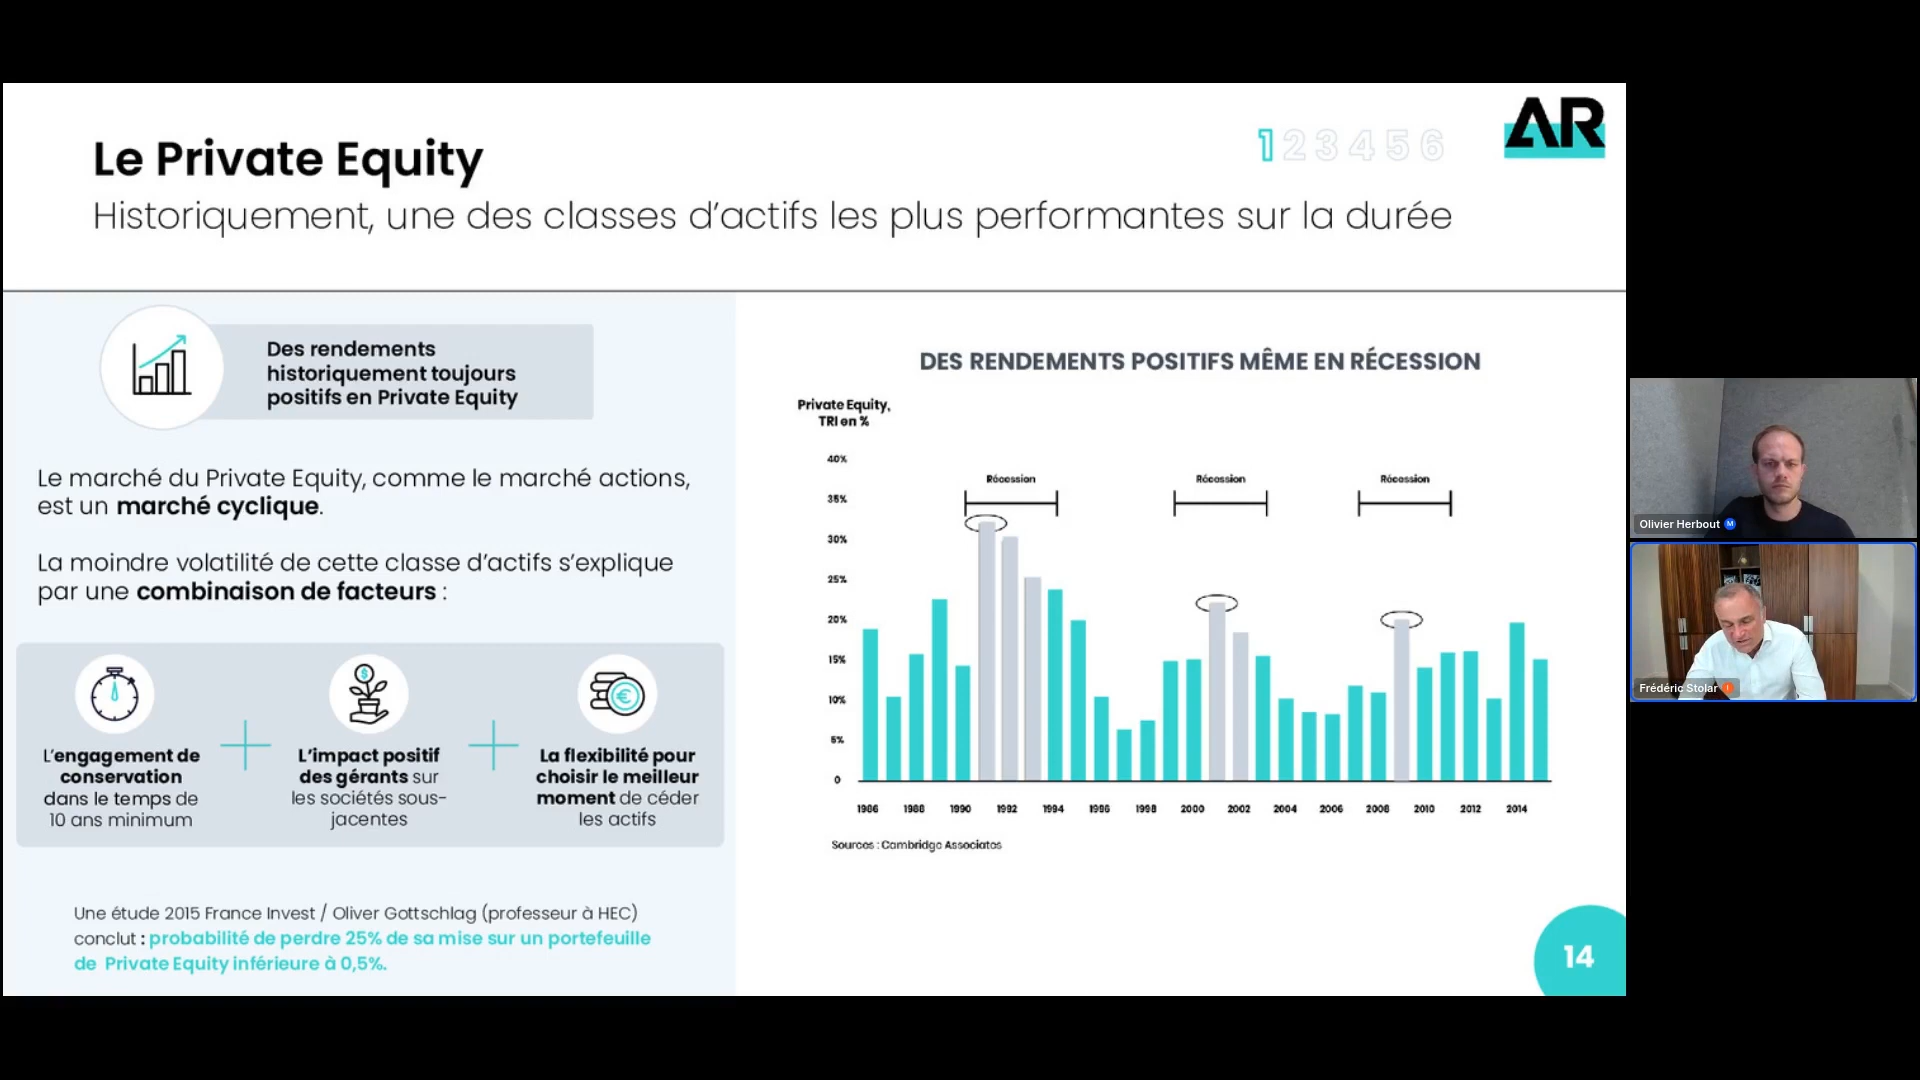 Le Private Equity
Historiquement, une des classes d'actifs les plus performantes sur la durée
1 2 3 4 5 6
AR
Des rendements
historiquement toujours
positifs en Private Equity
Le marché du Private Equity, comme le marché actions,
est un marché cyclique.
La moindre volatilité de cette classe d'actifs s'explique
par une combinaison de facteurs :
L'engagement de
conservation
dans le temps de
10 ans minimum
L'impact positif
des gérants sur
les sociétés sous-
jacentes
La flexibilité pour
choisir le meilleur
moment de céder
les actifs
Une étude 2015 France Invest / Oliver Gottschlag (professeur à HEC)
conclut : probabilité de perdre 25% de sa mise sur un portefeuille
de Private Equity inférieure à 0,5%.
DES RENDEMENTS POSITIFS MÊME EN RÉCESSION
Private Equity,
TRI en %
40%
35%
30%
25%
20%
15%
10%
5%
0
Récession
Récession
Récession
1986 1988 1990 1992 1994 1996 1998 2000 2002 2004 2006 2008 2010 2012 2014
Sources : Cambridge Associates
14
Olivier Herbout M
Frédéric Stolar